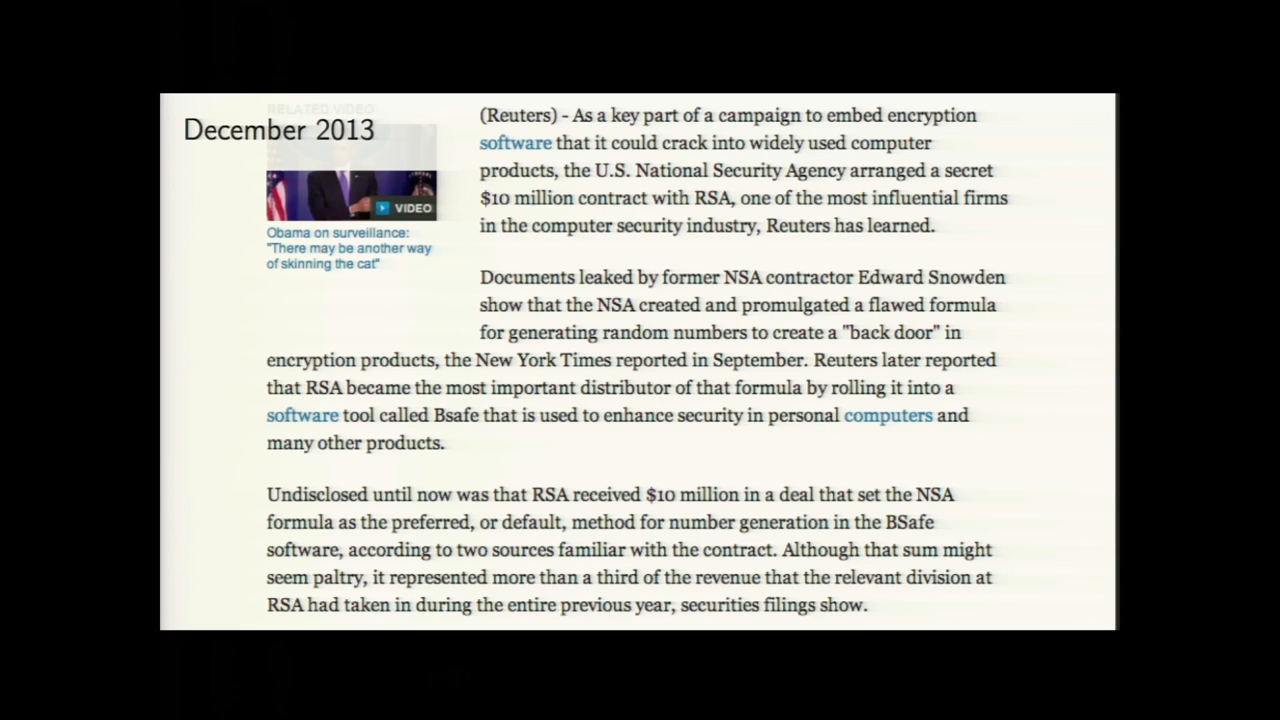 RELATED VIDEO
December 2013
VIDEO
Obama on surveillance:
"There may be another way
of skinning the cat"
(Reuters) - As a key part of a campaign to embed encryption
software that it could crack into widely used computer
products, the U.S. National Security Agency arranged a secret
$10 million contract with RSA, one of the most influential firms
in the computer security industry, Reuters has learned.
Documents leaked by former NSA contractor Edward Snowden
show that the NSA created and promulgated a flawed formula
for generating random numbers to create a "back door" in
encryption products, the New York Times reported in September. Reuters later reported
that RSA became the most important distributor of that formula by rolling it into a
software tool called Bsafe that is used to enhance security in personal computers and
many other products.
Undisclosed until now was that RSA received $10 million in a deal that set the NSA
formula as the preferred, or default, method for number generation in the BSafe
software, according to two sources familiar with the contract. Although that sum might
seem paltry, it represented more than a third of the revenue that the relevant division at
RSA had taken in during the entire previous year, securities filings show.